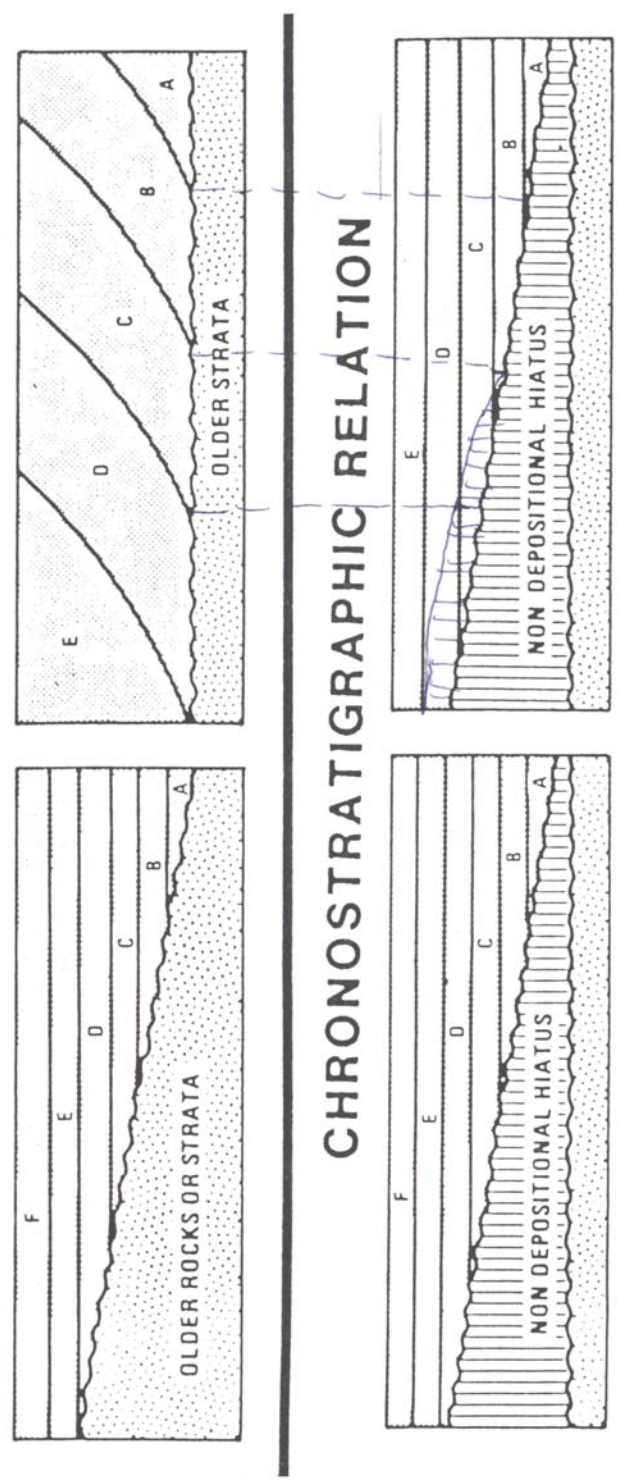 F
E
D
C
B
A
OLDER ROCKS OR STRATA
E
D
C
B
A
OLDER STRATA
CHRONOSTRATIGRAPHIC RELATION
F
E
D
C
B
A
NON DEPOSITIONAL HIATUS
E
D
C
B
A
NON DEPOSITIONAL HIATUS